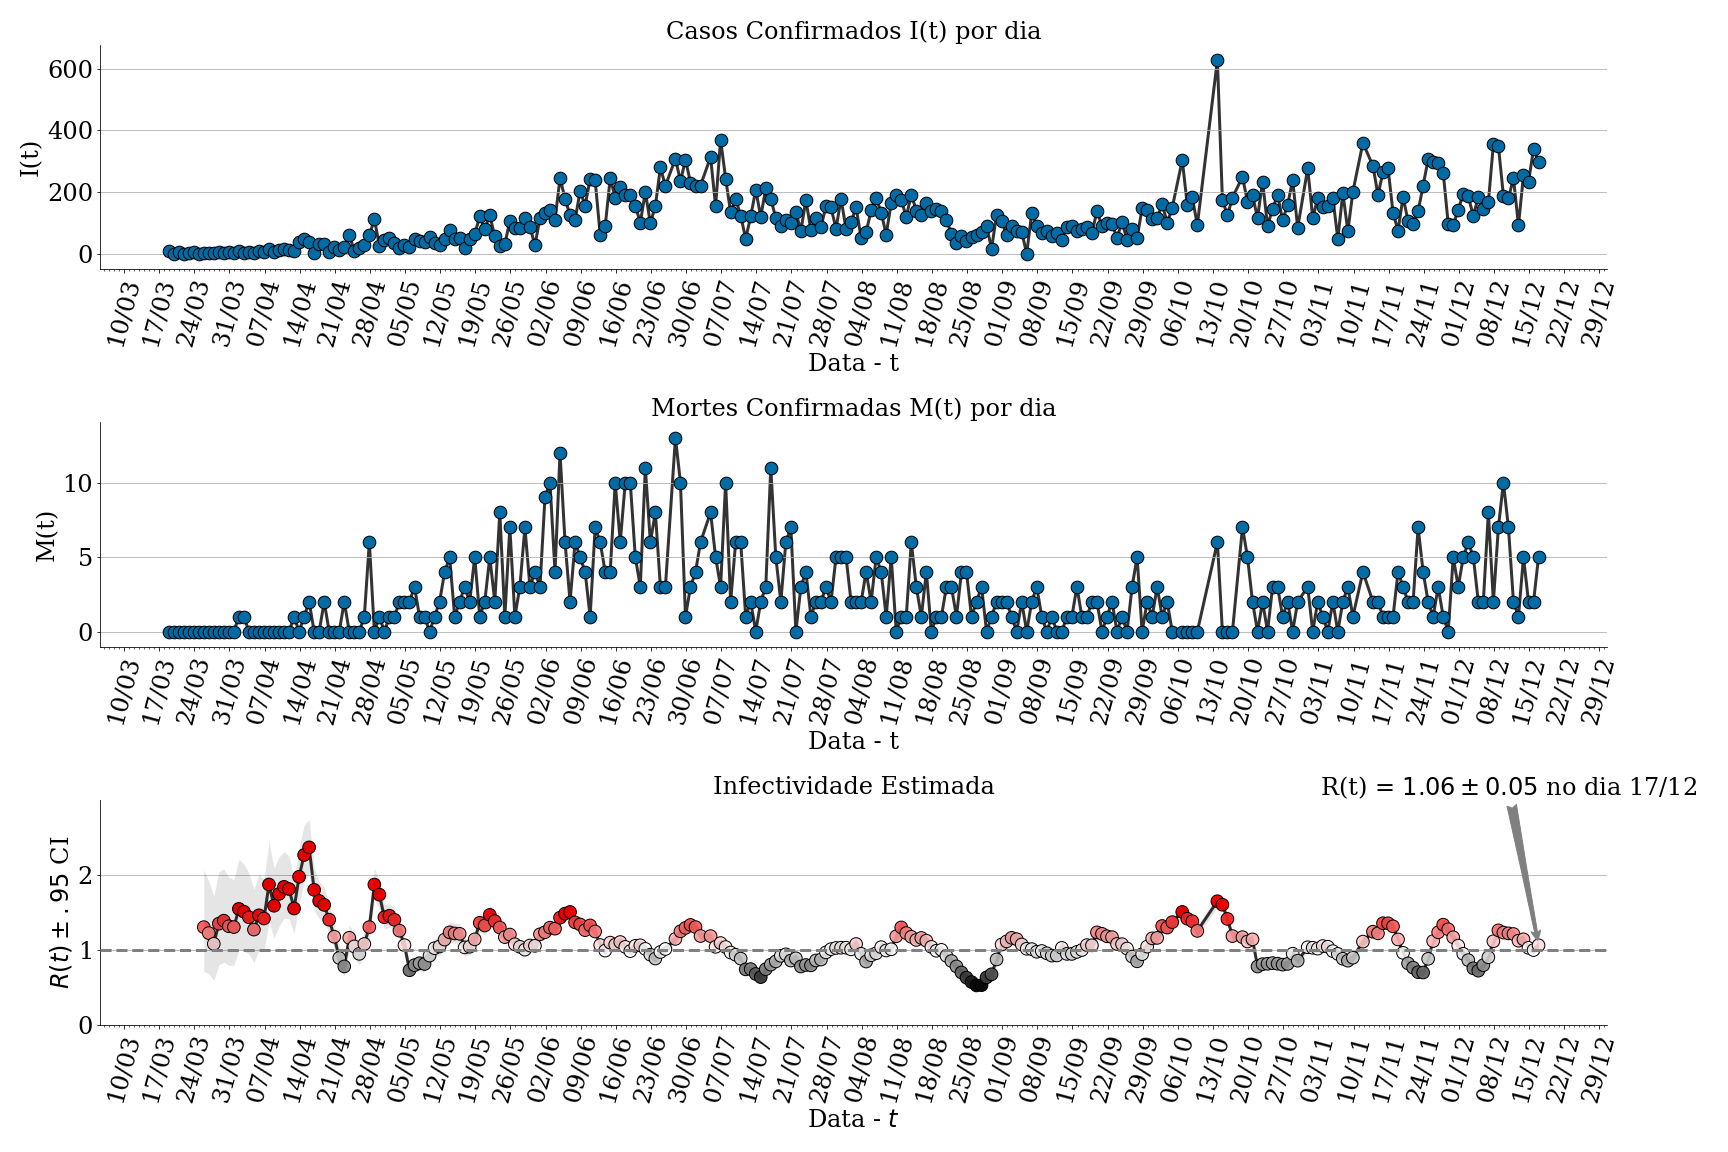 Casos Confirmados I(t) por dia
I(t)
600
400
200
0
10/03 17/03 24/03 31/03 07/04 14/04 21/04 28/04 05/05 12/05 19/05 26/05 02/06 09/06 16/06 23/06 30/06 07/07 14/07 21/07 28/07 04/08 11/08 18/08 25/08 01/09 08/09 15/09 22/09 29/09 06/10 13/10 20/10 27/10 03/11 10/11 17/11 24/11 01/12 08/12 15/12 22/12 29/12
Data - t
Mortes Confirmadas M(t) por dia
M(t)
10
5
0
10/03 17/03 24/03 31/03 07/04 14/04 21/04 28/04 05/05 12/05 19/05 26/05 02/06 09/06 16/06 23/06 30/06 07/07 14/07 21/07 28/07 04/08 11/08 18/08 25/08 01/09 08/09 15/09 22/09 29/09 06/10 13/10 20/10 27/10 03/11 10/11 17/11 24/11 01/12 08/12 15/12 22/12 29/12
Data - t
Infectividade Estimada
R(t) = 1.06 ± 0.05 no dia 17/12
R(t) ± .95 CI
2
1
0
10/03 17/03 24/03 31/03 07/04 14/04 21/04 28/04 05/05 12/05 19/05 26/05 02/06 09/06 16/06 23/06 30/06 07/07 14/07 21/07 28/07 04/08 11/08 18/08 25/08 01/09 08/09 15/09 22/09 29/09 06/10 13/10 20/10 27/10 03/11 10/11 17/11 24/11 01/12 08/12 15/12 22/12 29/12
Data - t